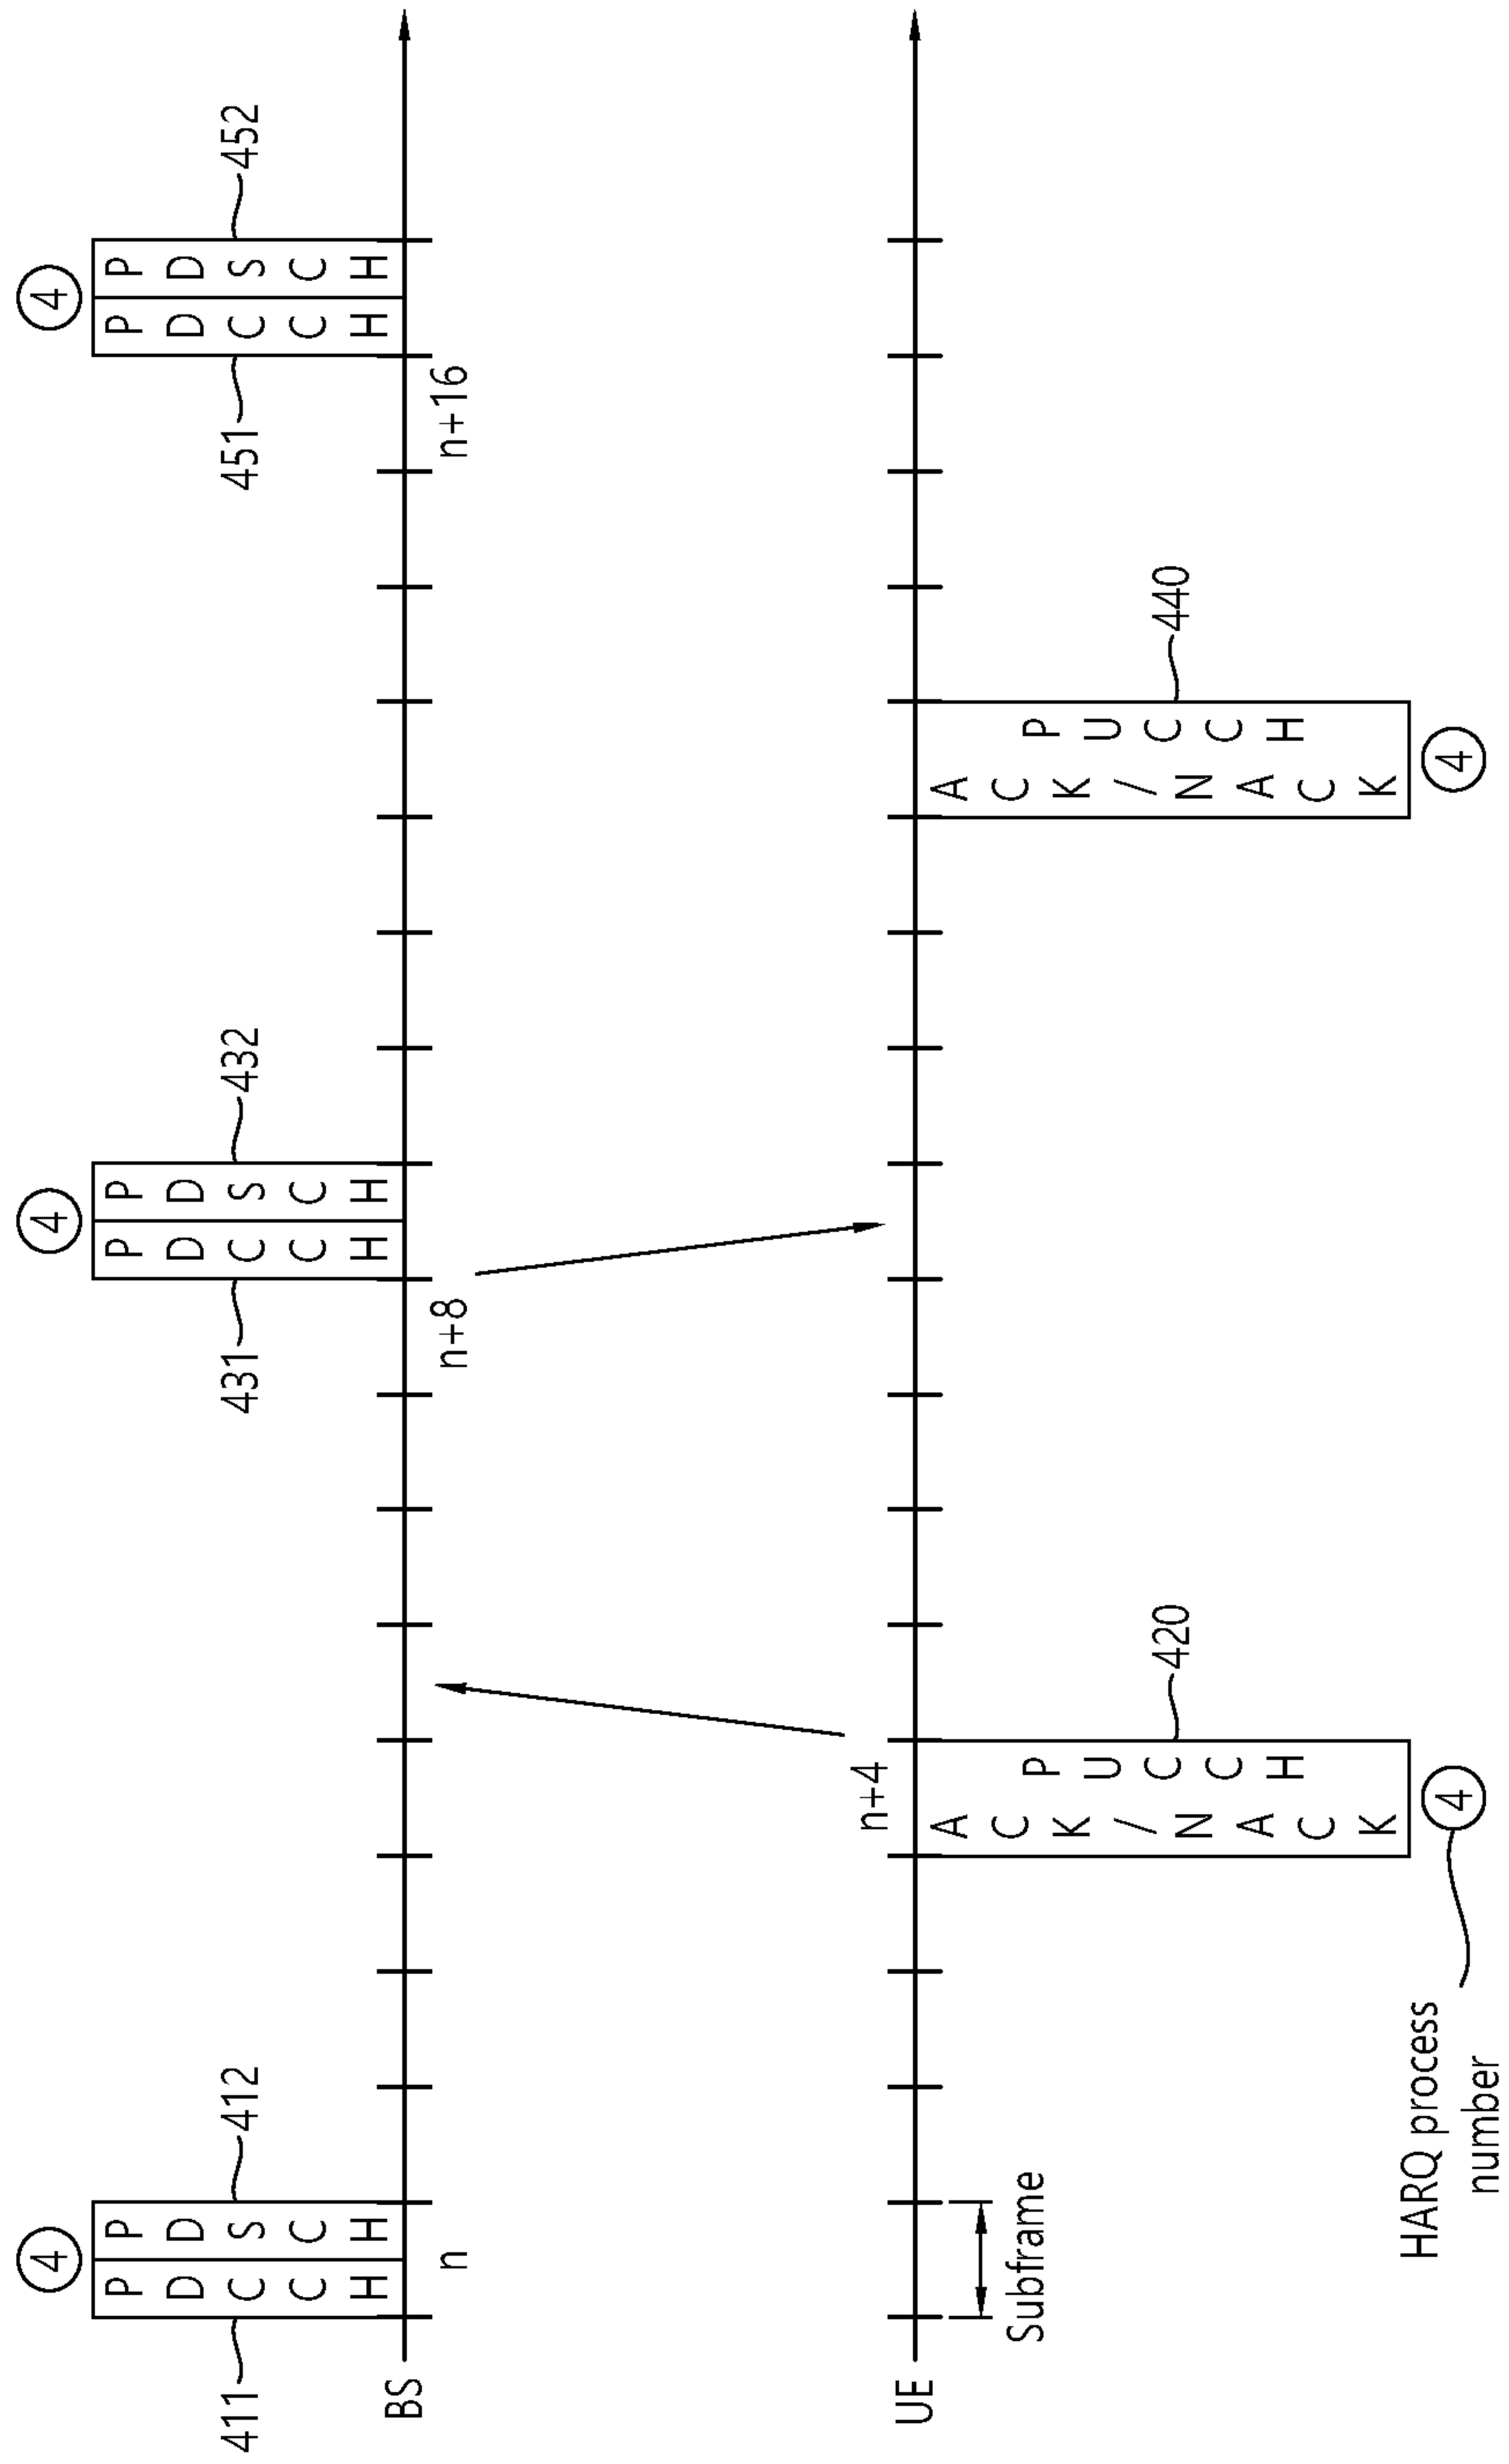 4
4
4
PDCCH
PDSCH
PDCCH
PDSCH
PDCCH
PDSCH
411
412
431
432
451
452
BS
n
n+8
n+16
n+4
UE
Subframe
ACK/NACK
PUCCH
ACK/NACK
PUCCH
420
440
HARQ process
number
4
4